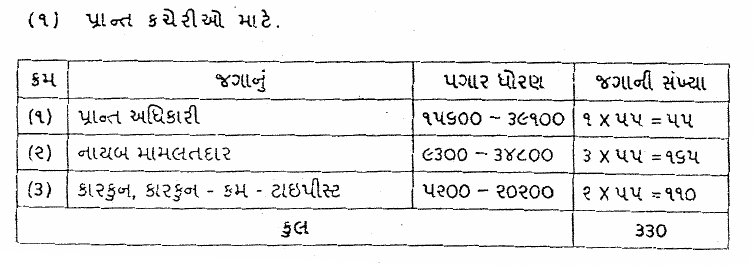 (૧) પ્રાન્ત કચેરીઓ માટે.
ક્રમ જગાનું પગાર ધોરણ જગાની સંખ્યા
(૧) પ્રાન્ત અધિકારી ૧૫૬૦૦ – ૩૯૧૦૦ ૧ X ૫૫ = ૫૫
(૨) નાયબ મામલતદાર ૯૩૦૦ – ૩૪૮૦૦ ૩ X ૫૫ = ૧૬૫
(૩) કારકુન, કારકુન - કમ - ટાઇપીસ્ટ ૫૨૦૦ – ૨૦૨૦૦ ૨ X ૫૫ = ૧૧૦
કુલ ૩૩૦